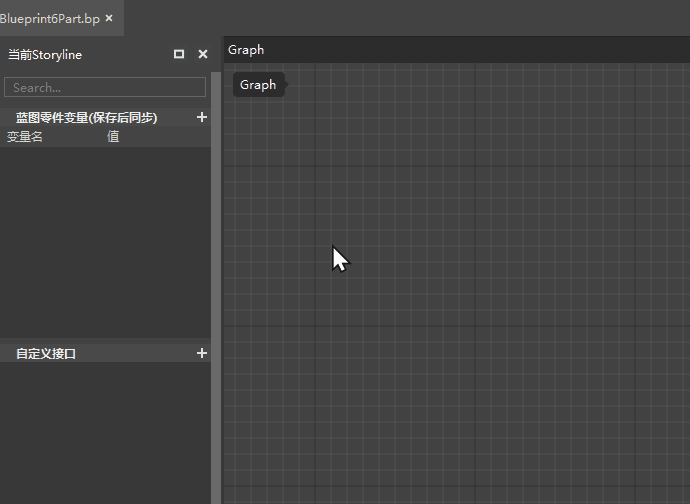 Blueprint6Part.bp
当前Storyline
Search...
蓝图零件变量(保存后同步)
变量名 值
自定义接口
Graph
Graph